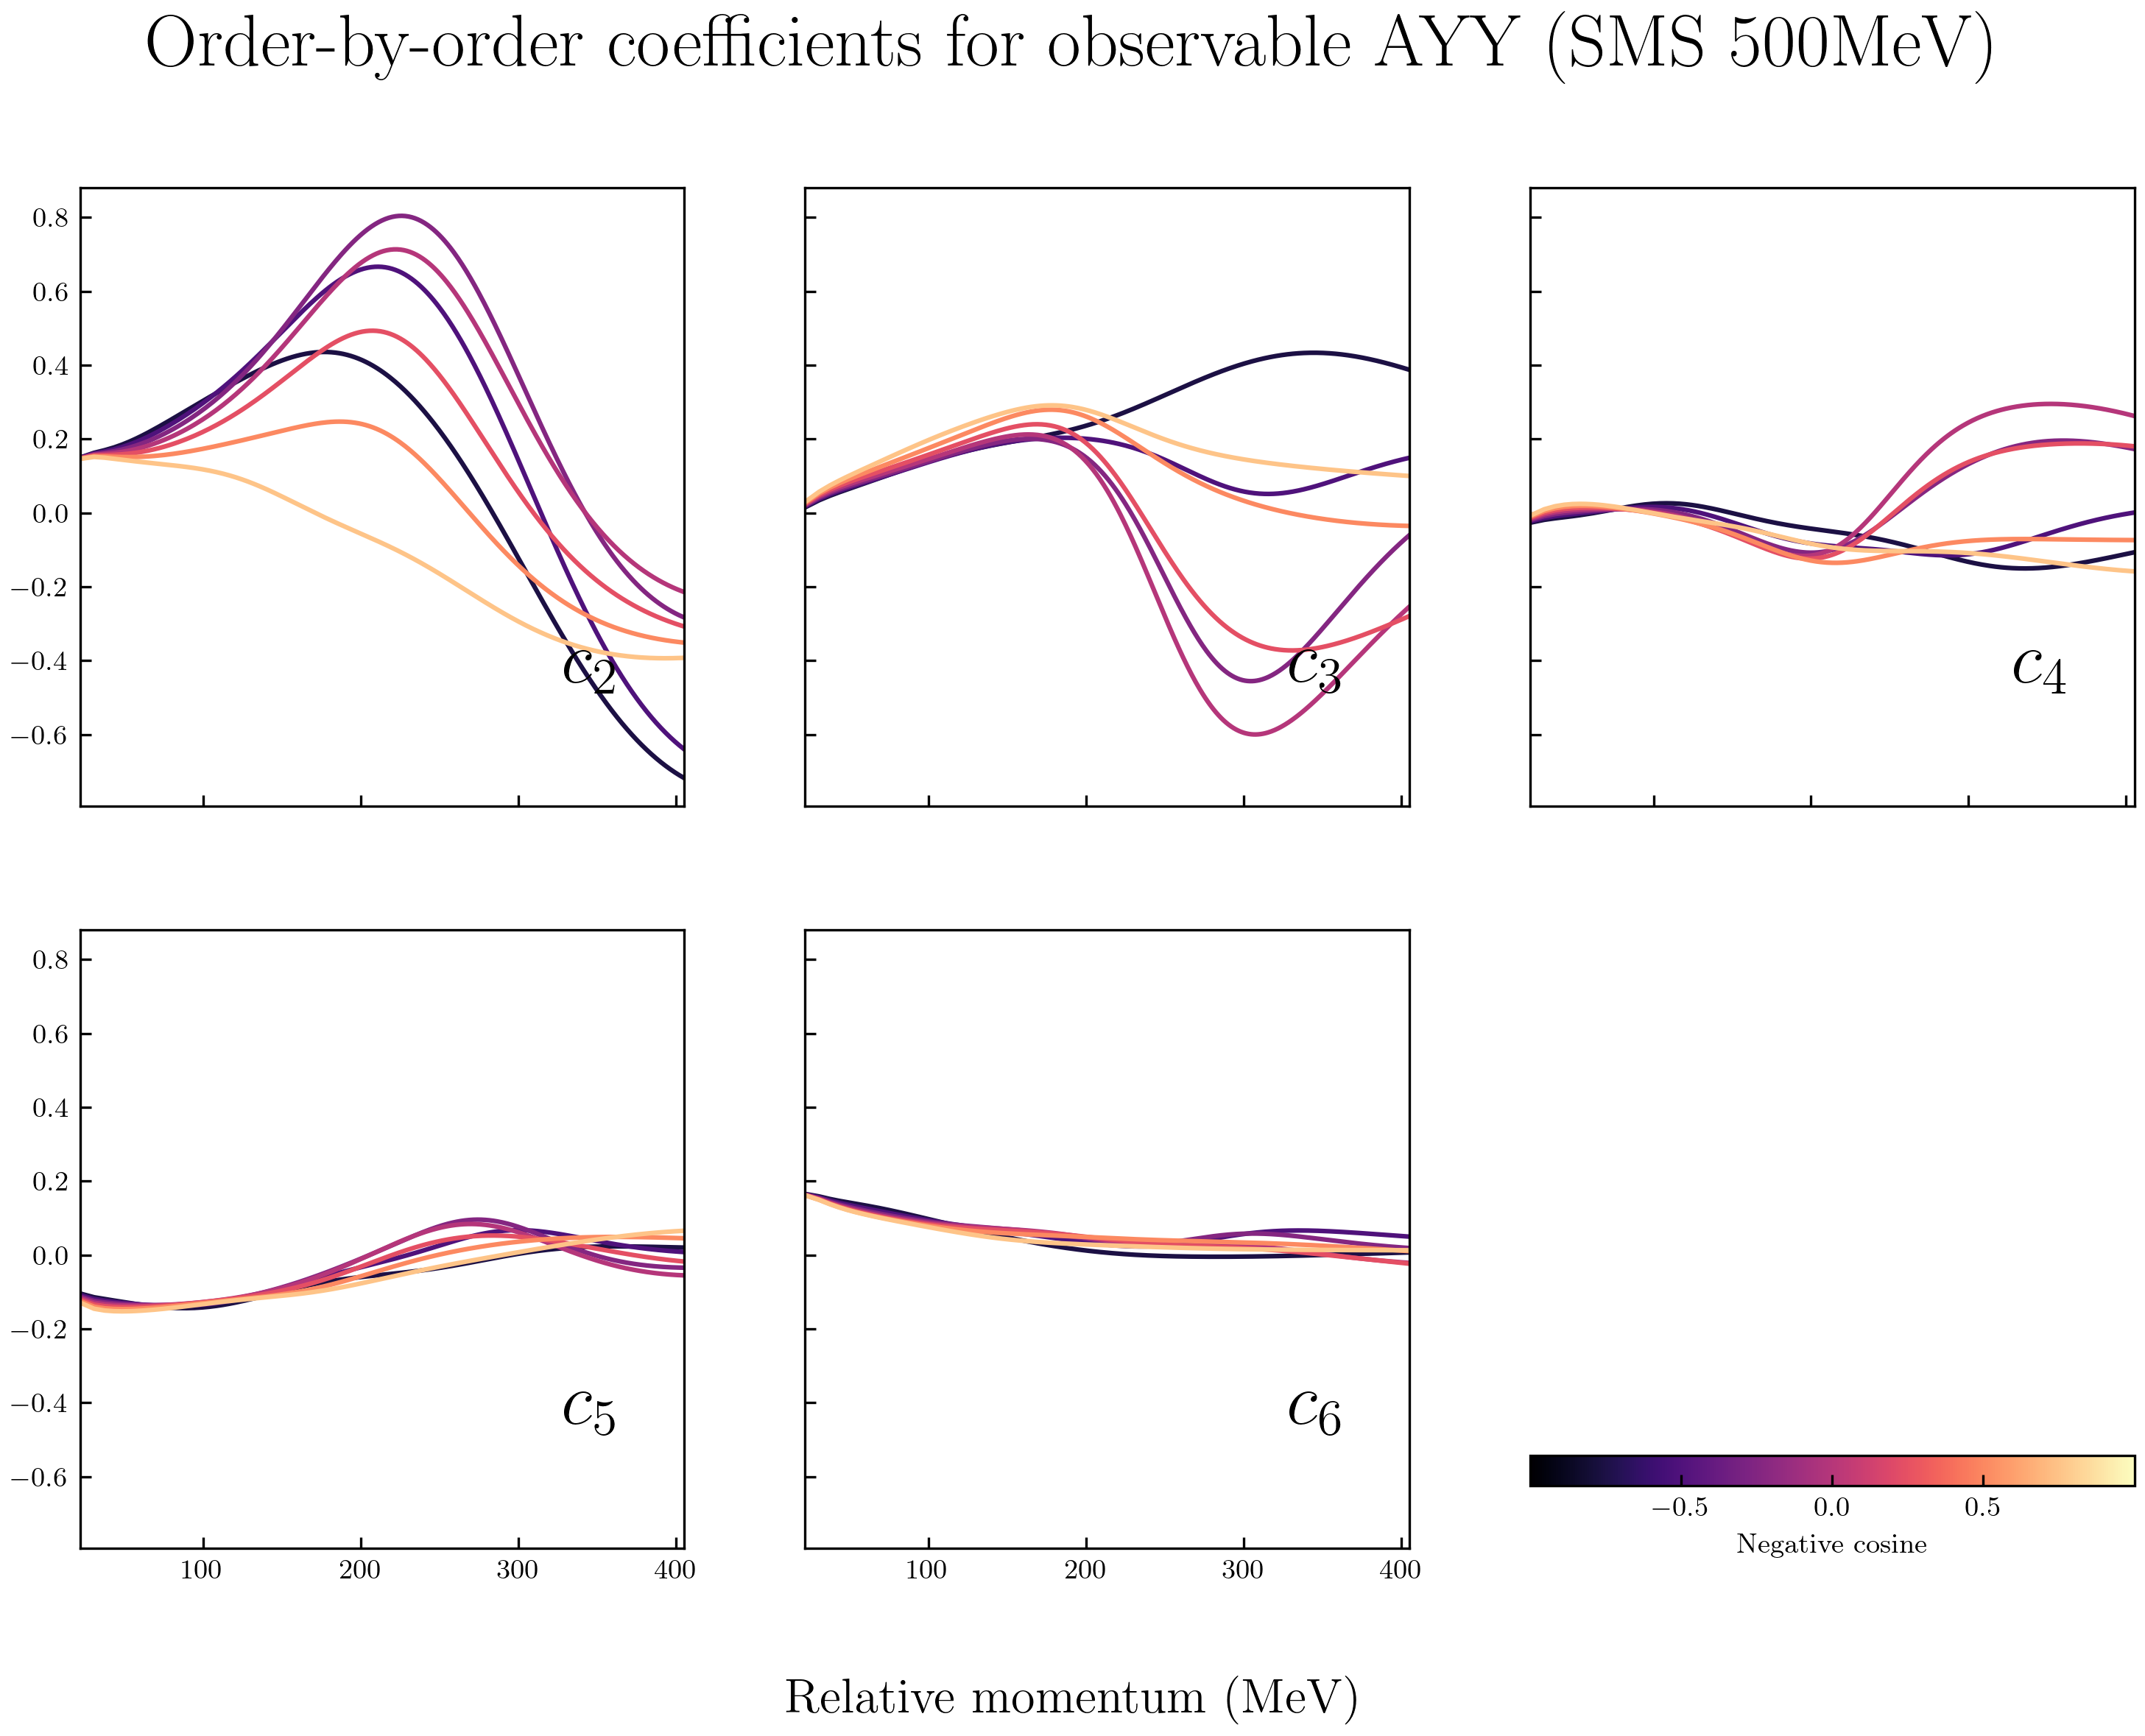 Order-by-order coefficients for observable AYY (SMS 500MeV)
0.8
0.6
0.4
0.2
0.0
−0.2
−0.4
−0.6
c2
c3
c4
0.8
0.6
0.4
0.2
0.0
−0.2
−0.4
−0.6
c5
c6
100 200 300 400
100 200 300 400
−0.5 0.0 0.5
Negative cosine
Relative momentum (MeV)